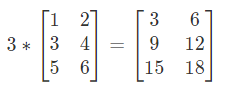 3 * [1 2] = [3 6]
[3 4] [9 12]
[5 6] [15 18]